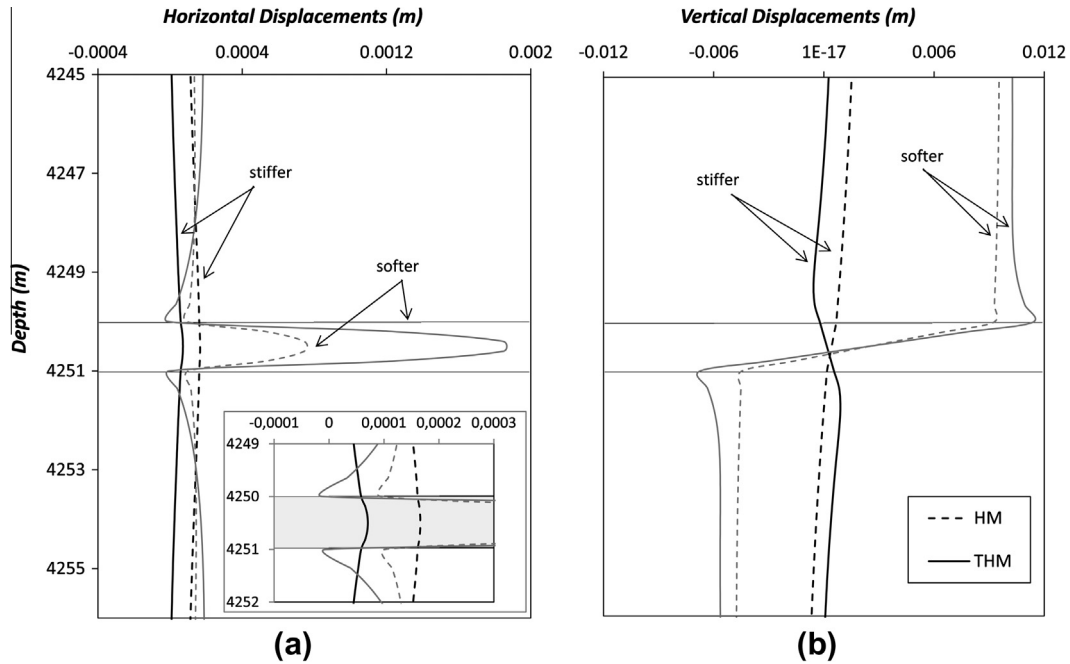 Horizontal Displacements (m)
-0.0004 0.0004 0.0012 0.002
Depth (m)
4245
4247
4249
4251
4253
4255
stiffer
softer
-0,0001 0 0,0001 0,0002 0,0003
4249
4250
4251
4252
(a)
Vertical Displacements (m)
-0.012 -0.006 1E-17 0.006 0.012
softer
stiffer
HM
THM
(b)